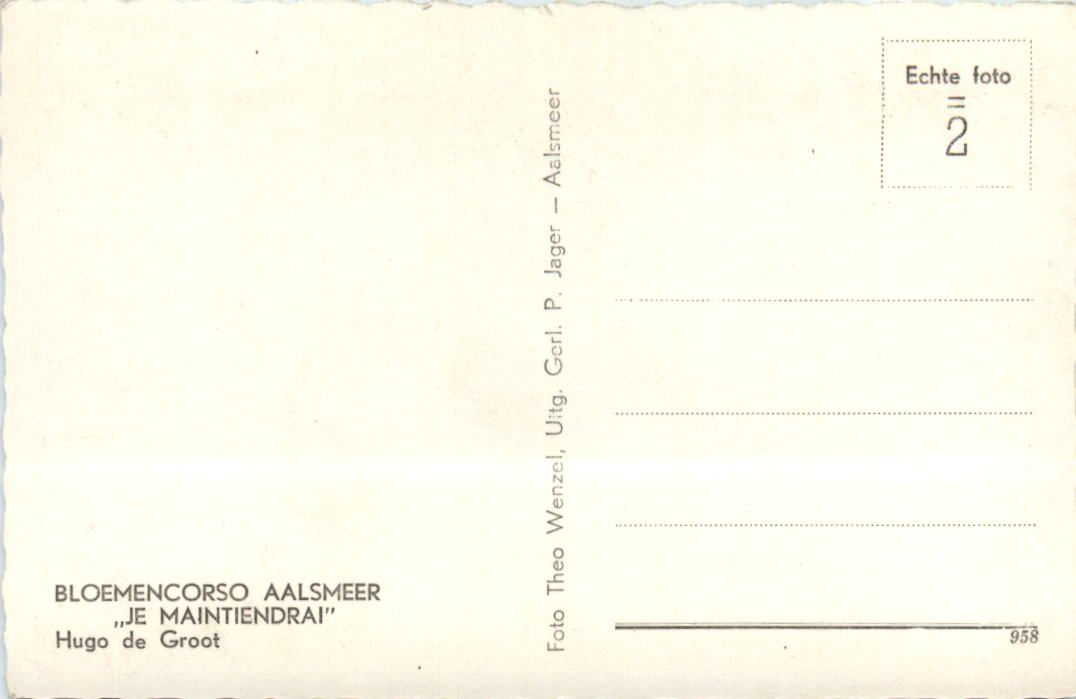 Echte foto
=
2
Foto Theo Wenzel, Uitg. Gerl. P. Jager — Aalsmeer
BLOEMENCORSO AALSMEER
„JE MAINTIENDRAI”
Hugo de Groot
958